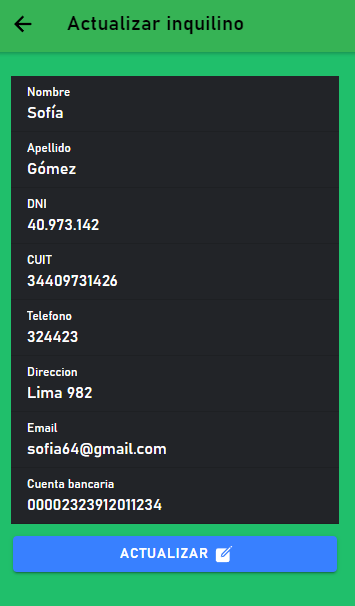 Actualizar inquilino
Nombre
Sofía
Apellido
Gómez
DNI
40.973.142
CUIT
34409731426
Telefono
324423
Direccion
Lima 982
Email
sofia64@gmail.com
Cuenta bancaria
00002323912011234
ACTUALIZAR